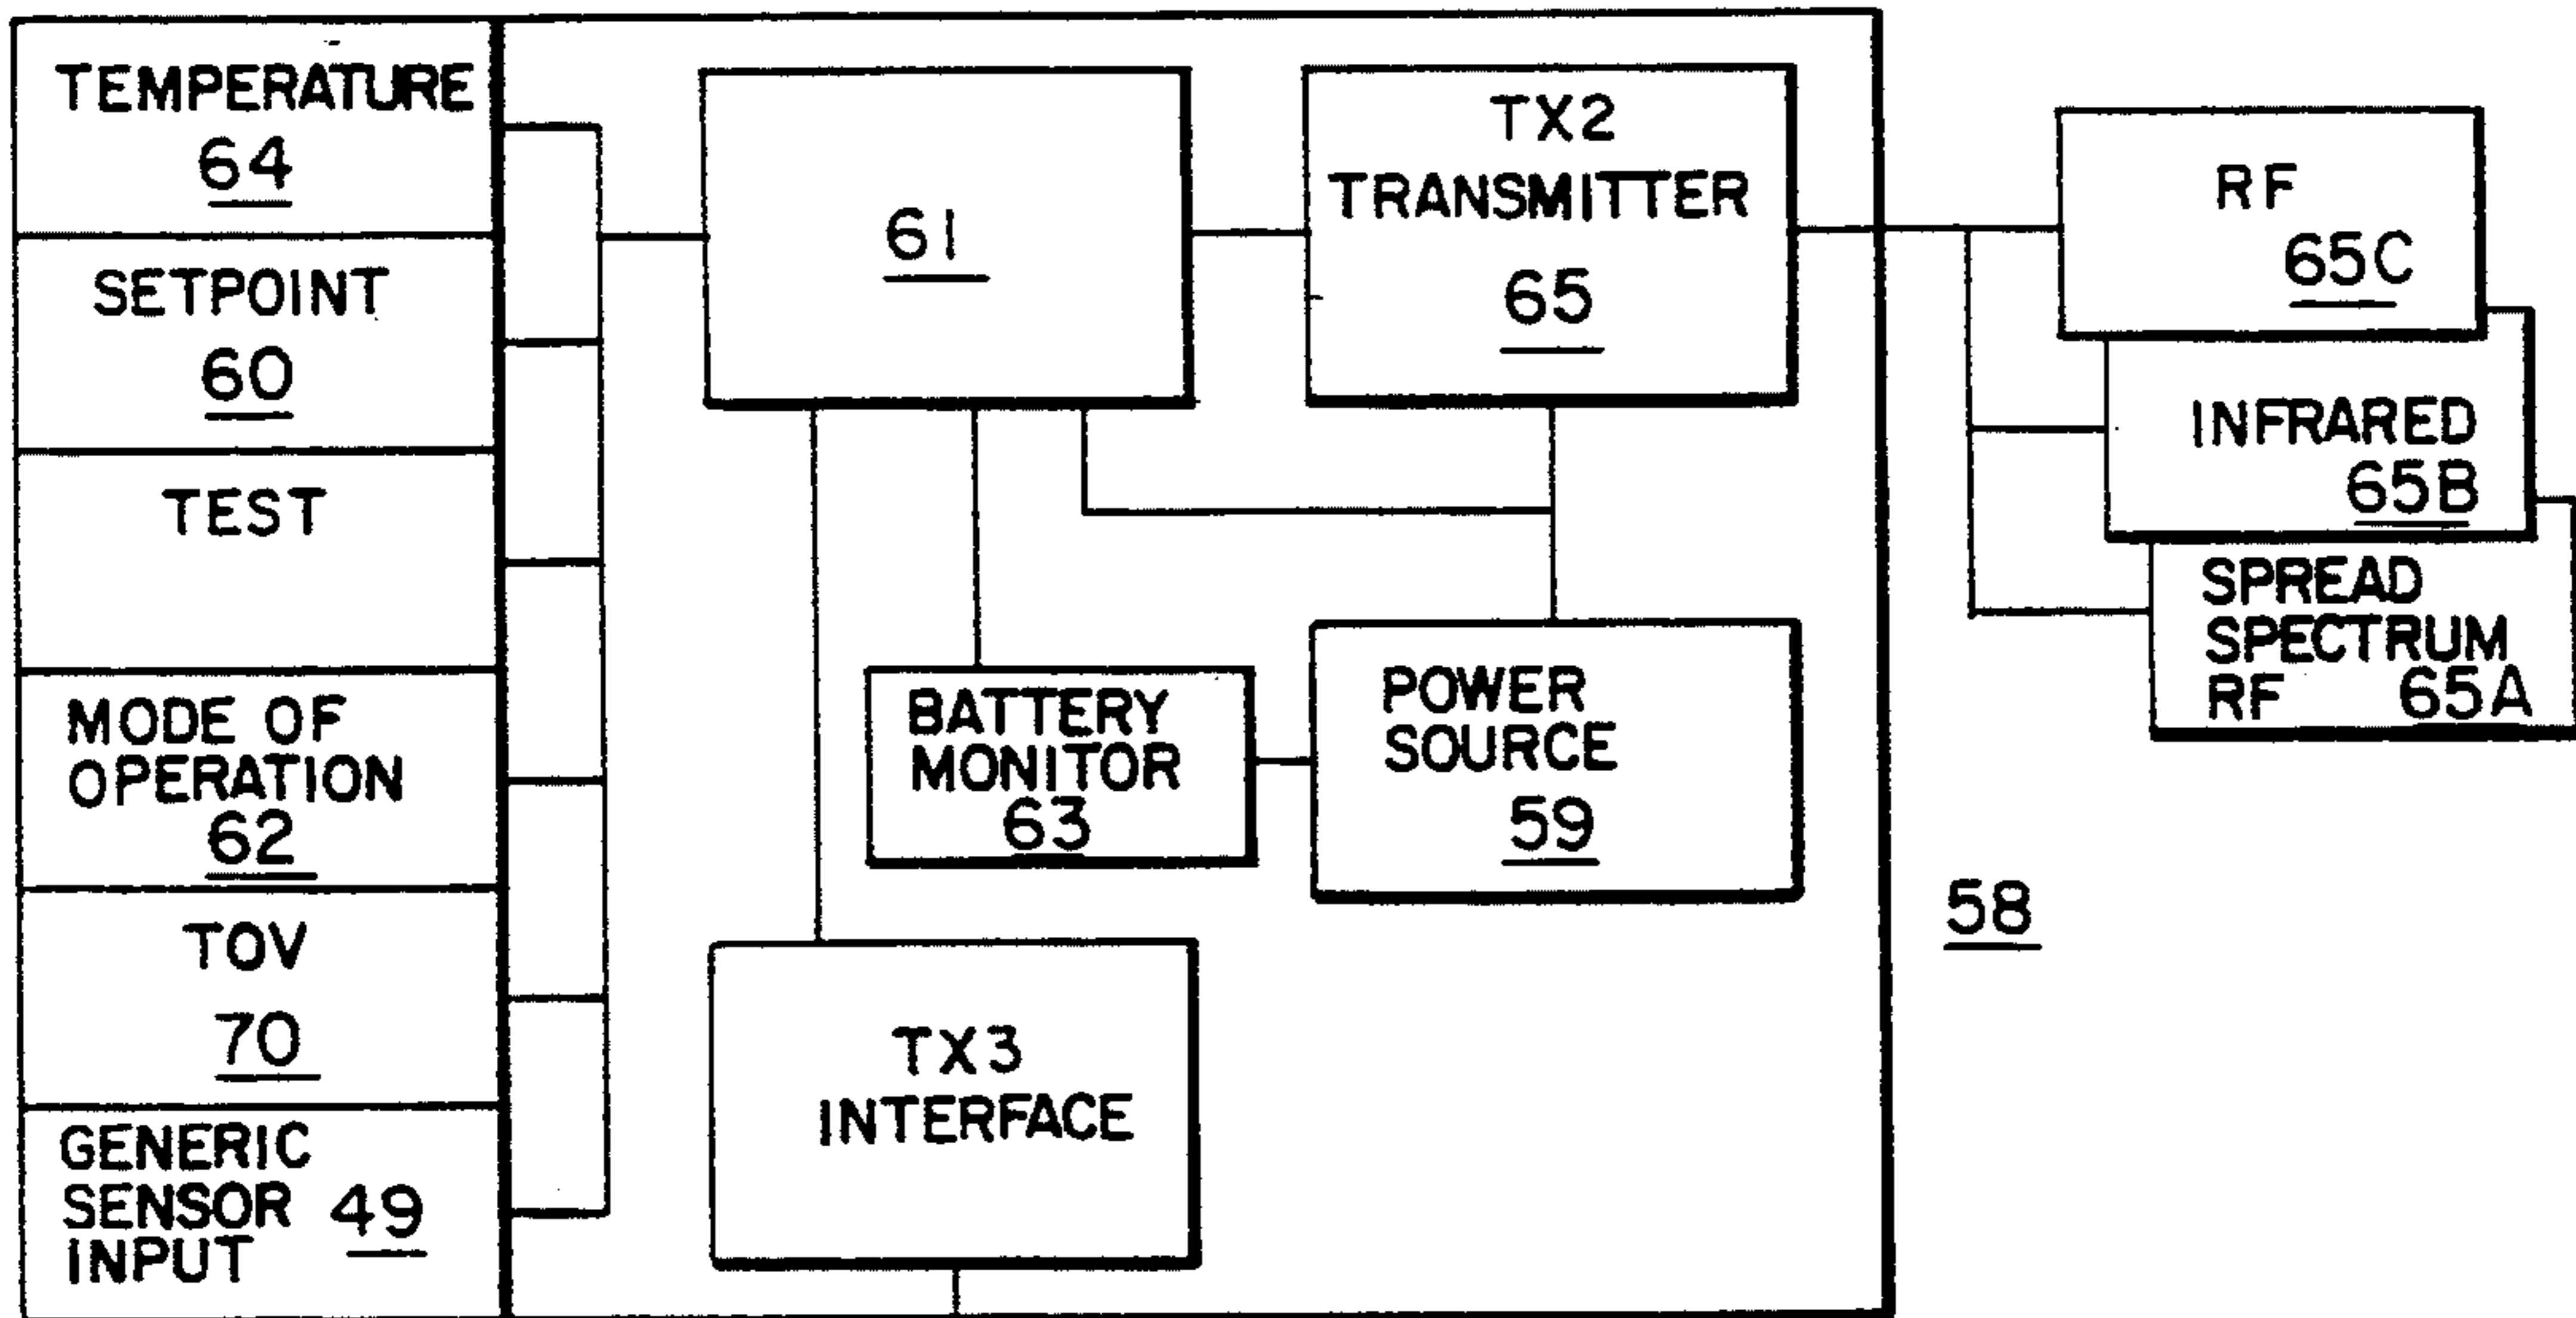 TEMPERATURE
64
SETPOINT
60
TEST
MODE OF
OPERATION
62
TOV
70
GENERIC
SENSOR 49
INPUT
61
TX2
TRANSMITTER
65
BATTERY
MONITOR
63
POWER
SOURCE
59
TX3
INTERFACE
RF
65C
INFRARED
65B
SPREAD
SPECTRUM
RF 65A
58